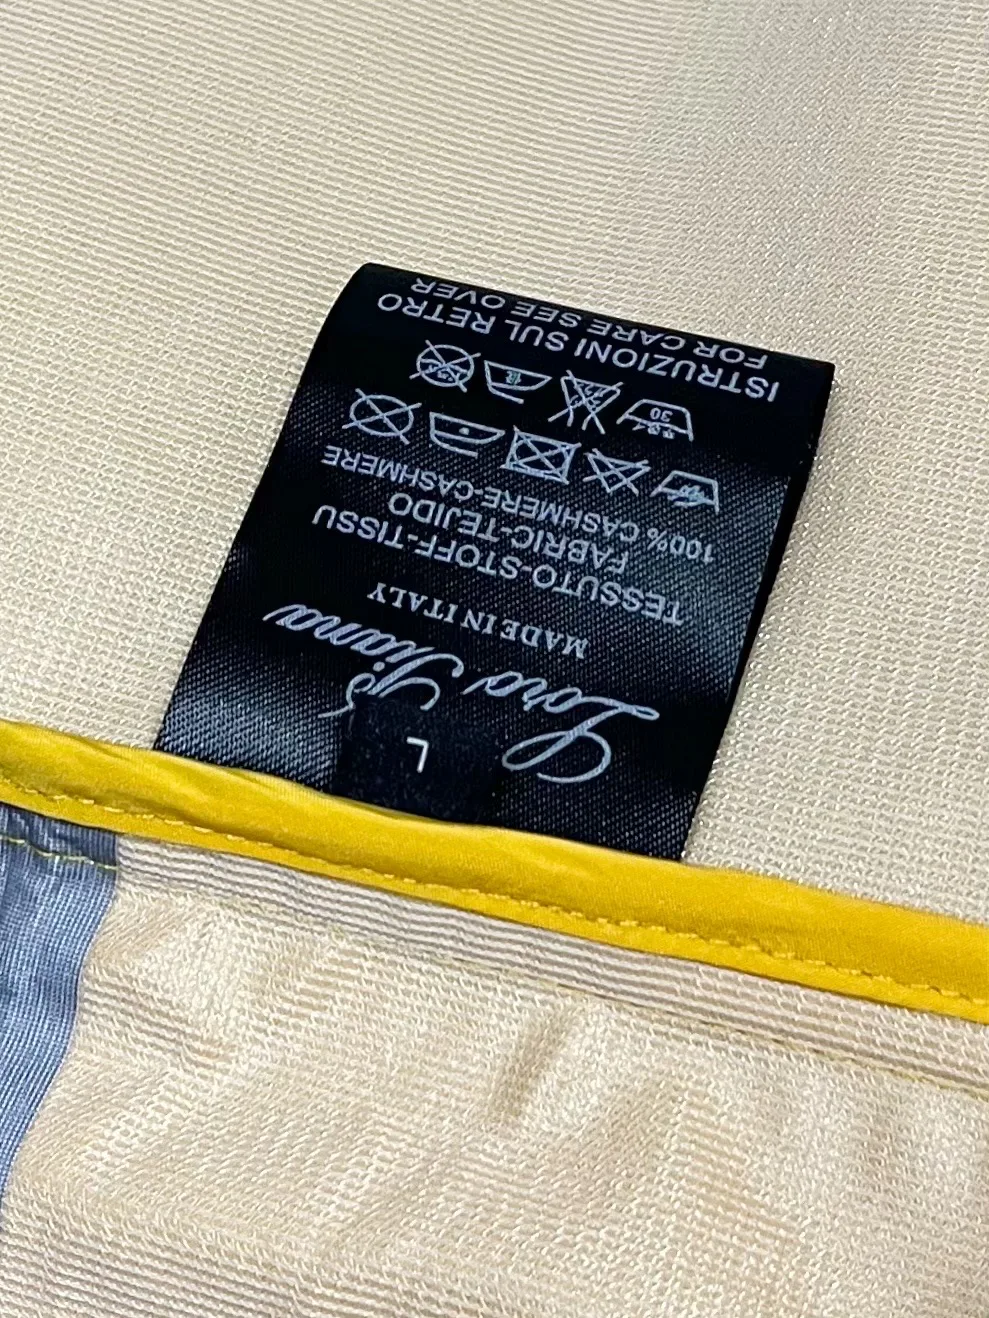 L
Loro Piana
MADE IN ITALY
TESSUTO-STOFF-TISSU
FABRIC-TEJIDO
100% CASHMERE-CASHMERE
30
ISTRUZIONI SUL RETRO
FOR CARE SEE OVER